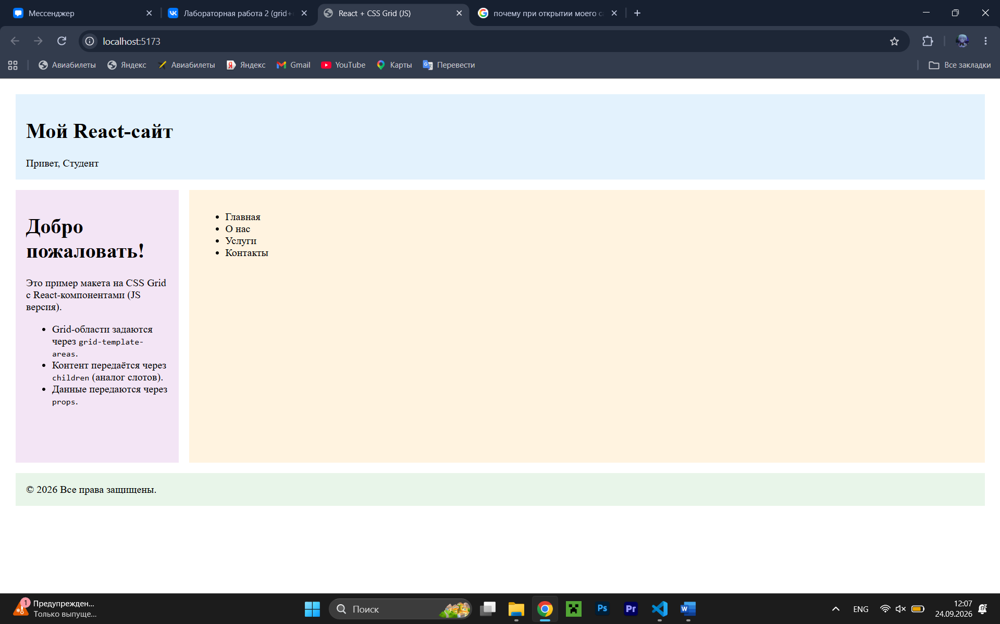 Мессенджер
Лабораторная работа 2 (grid+
React + CSS Grid (JS)
почему при открытии моего са
localhost:5173
Авиабилеты
Яндекс
Авиабилеты
Яндекс
Gmail
YouTube
Карты
Перевести
Все закладки
Мой React-сайт
Привет, Студент
Добро
пожаловать!
Это пример макета на CSS Grid
с React-компонентами (JS
версия).
Grid-области задаются
через grid-template-
areas.
Контент передаётся через
children (аналог слотов).
Данные передаются через
props.
Главная
О нас
Услуги
Контакты
© 2026 Все права защищены.
1
Предупрежден...
Только выпуще...
Поиск
Ps
Pr
W
ENG
12:07
24.09.2026